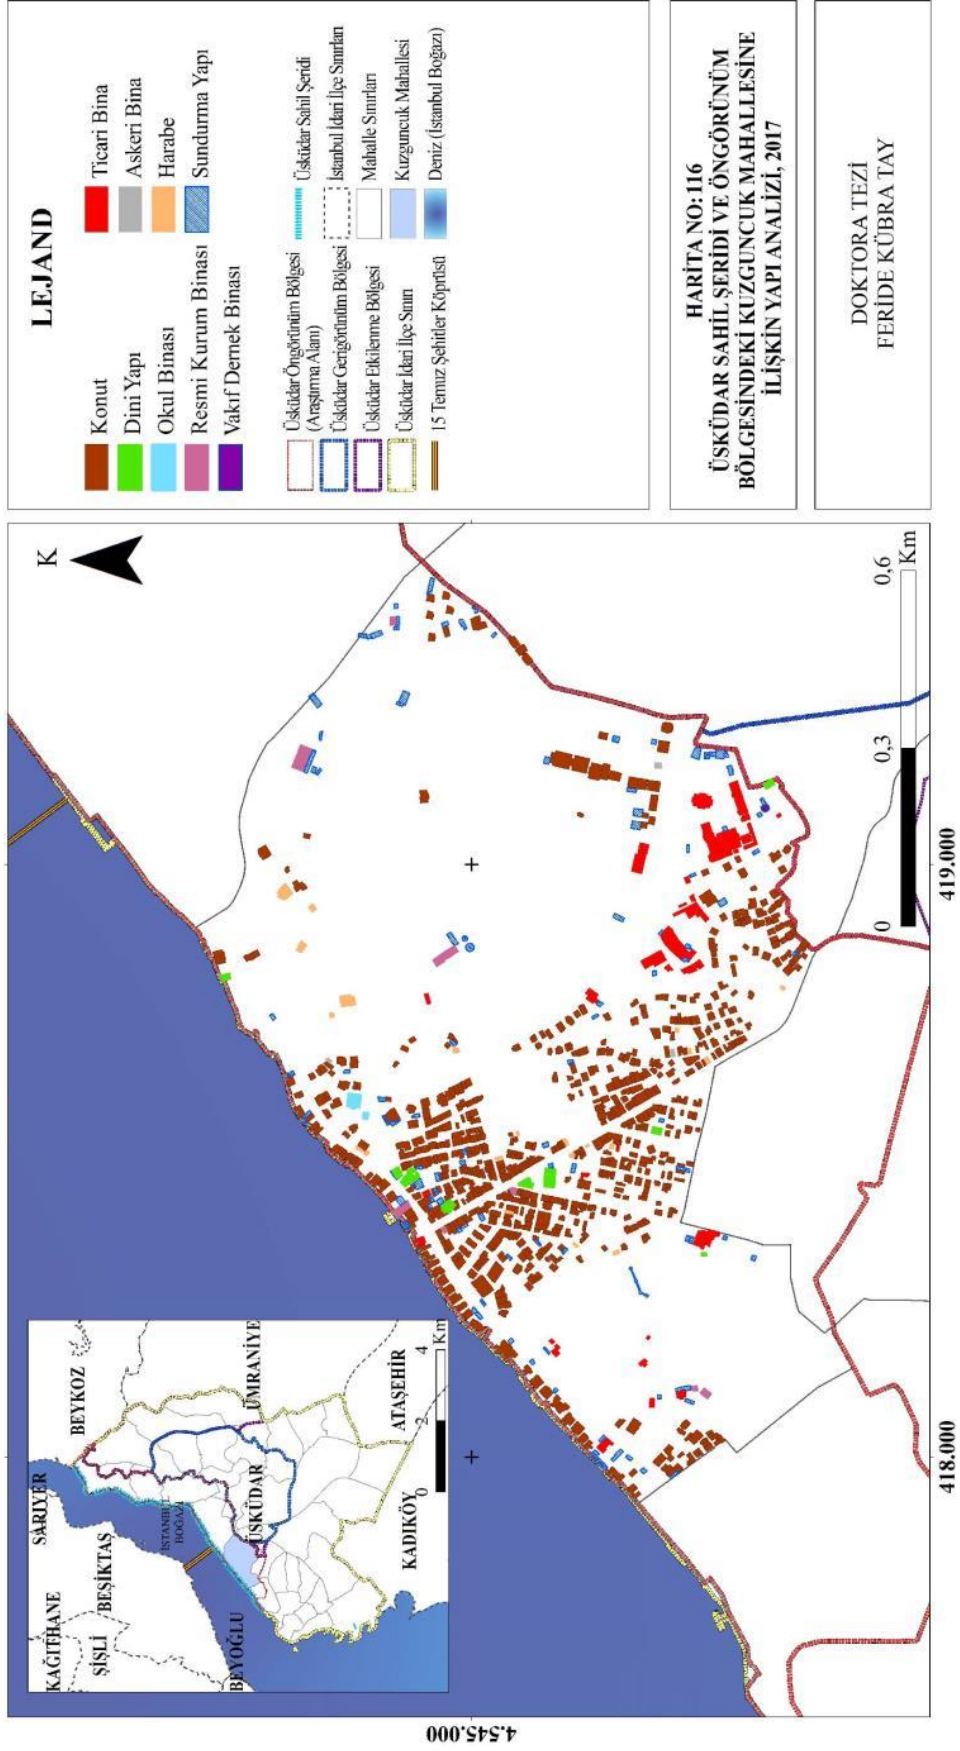 K
SARIYER
BEYKOZ
KAĞITHANE
ŞİŞLİ
BEŞİKTAŞ
İSTANBUL
BOĞAZI
BEYOĞLU
ÜSKÜDAR
ÜMRANİYE
KADIKÖY
ATAŞEHİR
0
2
4
Km
4.545.000
418.000
419.000
0
0,3
0,6
Km
LEJAND
Konut
Dini Yapı
Okul Binası
Resmi Kurum Binası
Vakıf Dernek Binası
Ticari Bina
Askeri Bina
Harabe
Sundurma Yapı
Üsküdar Öngörünüm Bölgesi
(Araştırma Alanı)
Üsküdar Gerigörünüm Bölgesi
Üsküdar Etkilenme Bölgesi
Üsküdar İdari İlçe Sınırı
15 Temuz Şehitler Köprüsü
Üsküdar Sahil Şeridi
İstanbul İdari İlçe Sınırları
Mahalle Sınırları
Kuzguncuk Mahallesi
Deniz (İstanbul Boğazı)
HARİTA NO:116
ÜSKÜDAR SAHİL ŞERİDİ VE ÖNGÖRÜNÜM
BÖLGESİNDEKİ KUZGUNCUK MAHALLESİNE
İLİŞKİN YAPI ANALİZİ, 2017
DOKTORA TEZİ
FERİDE KÜBRA TAY